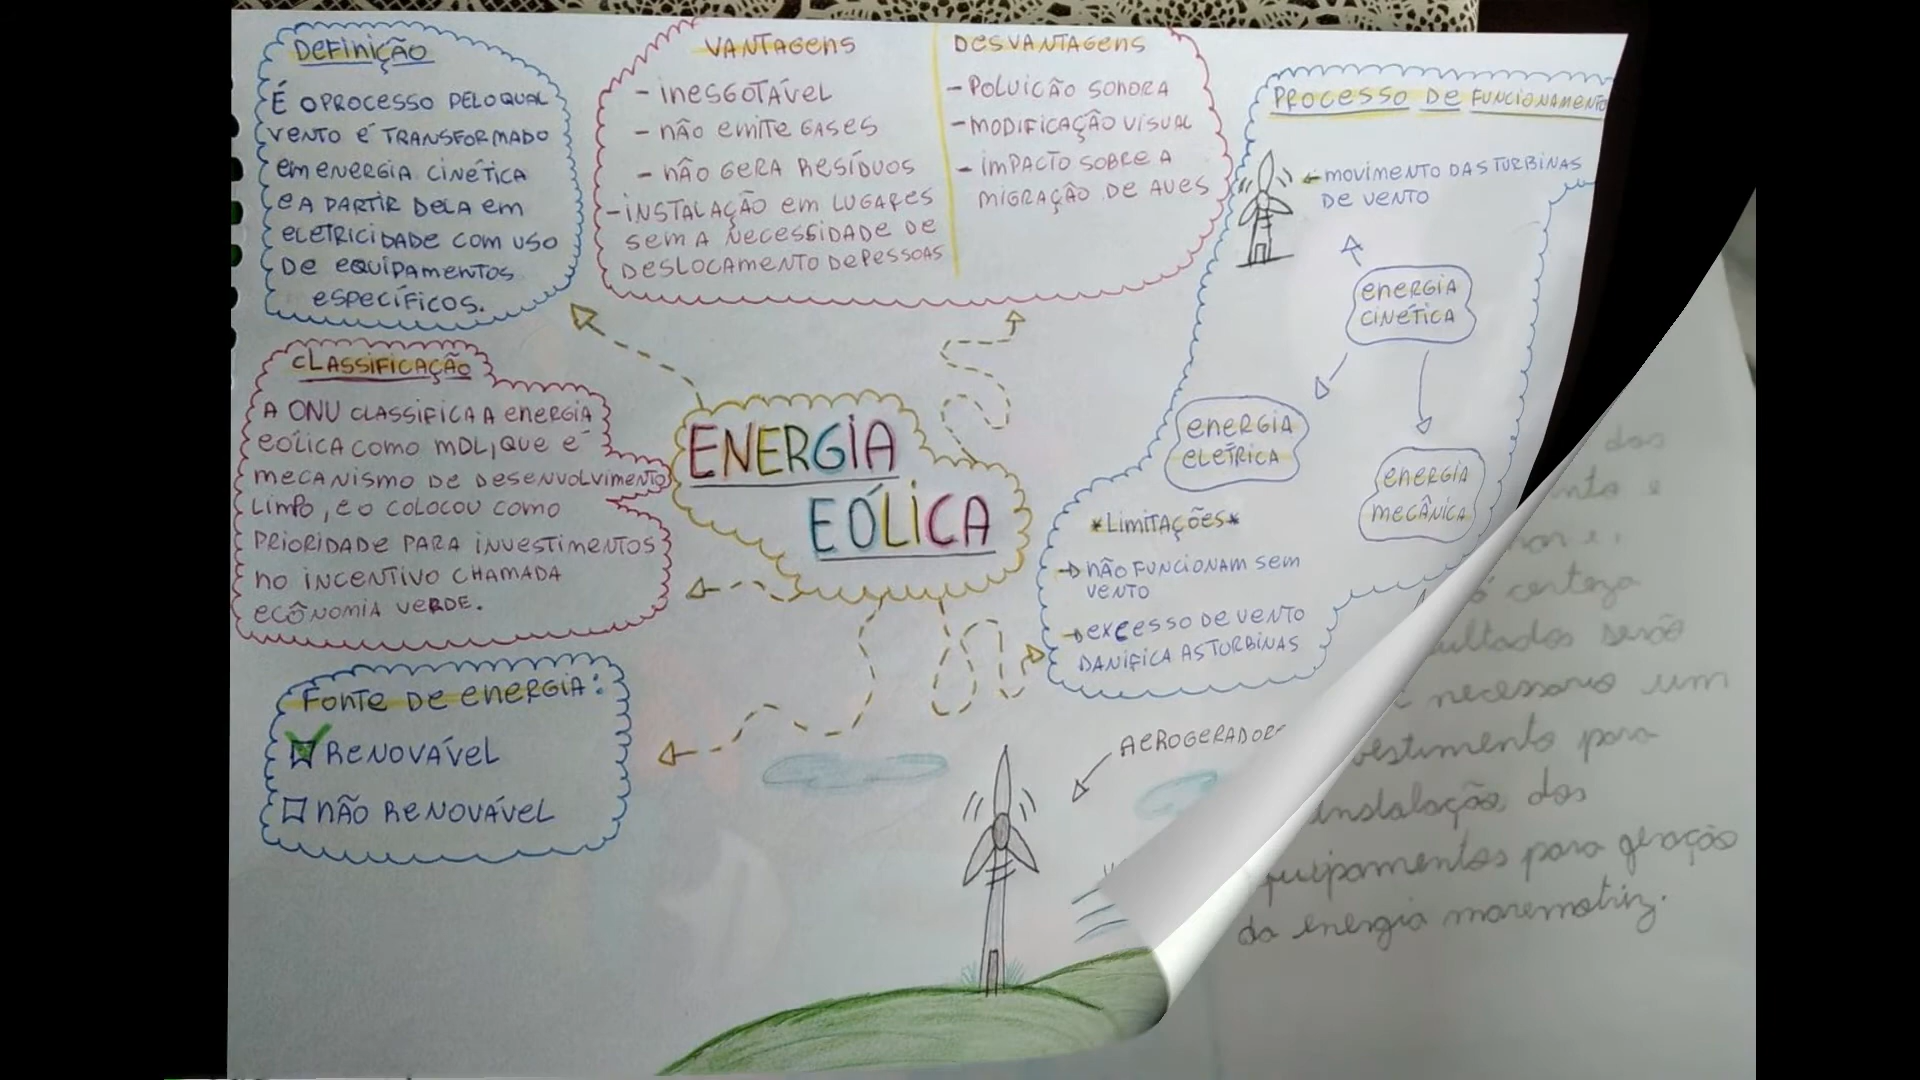 DEFINIÇÃO
É O PROCESSO PELO QUAL
VENTO É TRANSFORMADO
EM ENERGIA CINÉTICA
E A PARTIR DELA EM
ELETRICIDADE COM USO
DE EQUIPAMENTOS
ESPECÍFICOS.
VANTAGENS
- INESGOTÁVEL
- NÃO EMITE GASES
- NÃO GERA RESÍDUOS
- INSTALAÇÃO EM LUGARES
SEM A NECESSIDADE DE
DESLOCAMENTO DE PESSOAS
DESVANTAGENS
- POLUICÃO SONORA
- MODIFICAÇÃO VISUAL
- IMPACTO SOBRE A
MIGRAÇÃO DE AVES
PROCESSO DE FUNCIONAMENTO
MOVIMENTO DAS TURBINAS
DE VENTO
ENERGIA
CINÉTICA
ENERGIA
ELÉTRICA
ENERGIA
MECÂNICA
*LIMITAÇÕES*
NÃO FUNCIONAM SEM
VENTO
EXCESSO DE VENTO
DANIFICA AS TURBINAS
CLASSIFICAÇÃO
A ONU CLASSIFICA A ENERGIA
EÓLICA COMO MDL, QUE É
MECANISMO DE DESENVOLVIMENTO
LIMPO, E O COLOCOU COMO
PRIORIDADE PARA INVESTIMENTOS
NO INCENTIVO CHAMADA
ECÔNOMIA VERDE.
ENERGIA
EÓLICA
FONTE DE ENERGIA:
RENOVÁVEL
NÃO RENOVÁVEL
AEROGERADOR
das
e
e,
certeza
serão
necessario um
para
instalação dos
para geração
da energia maremotriz.